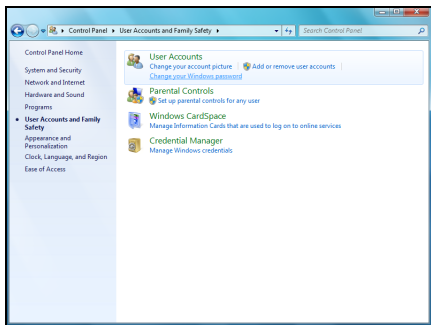 Control Panel ▸ User Accounts and Family Safety ▸
Search Control Panel
Control Panel Home
System and Security
Network and Internet
Hardware and Sound
Programs
User Accounts and Family
Safety
Appearance and
Personalization
Clock, Language, and Region
Ease of Access
User Accounts
Change your account picture | Add or remove user accounts |
Change your Windows password
Parental Controls
Set up parental controls for any user
Windows CardSpace
Manage Information Cards that are used to log on to online services
Credential Manager
Manage Windows credentials